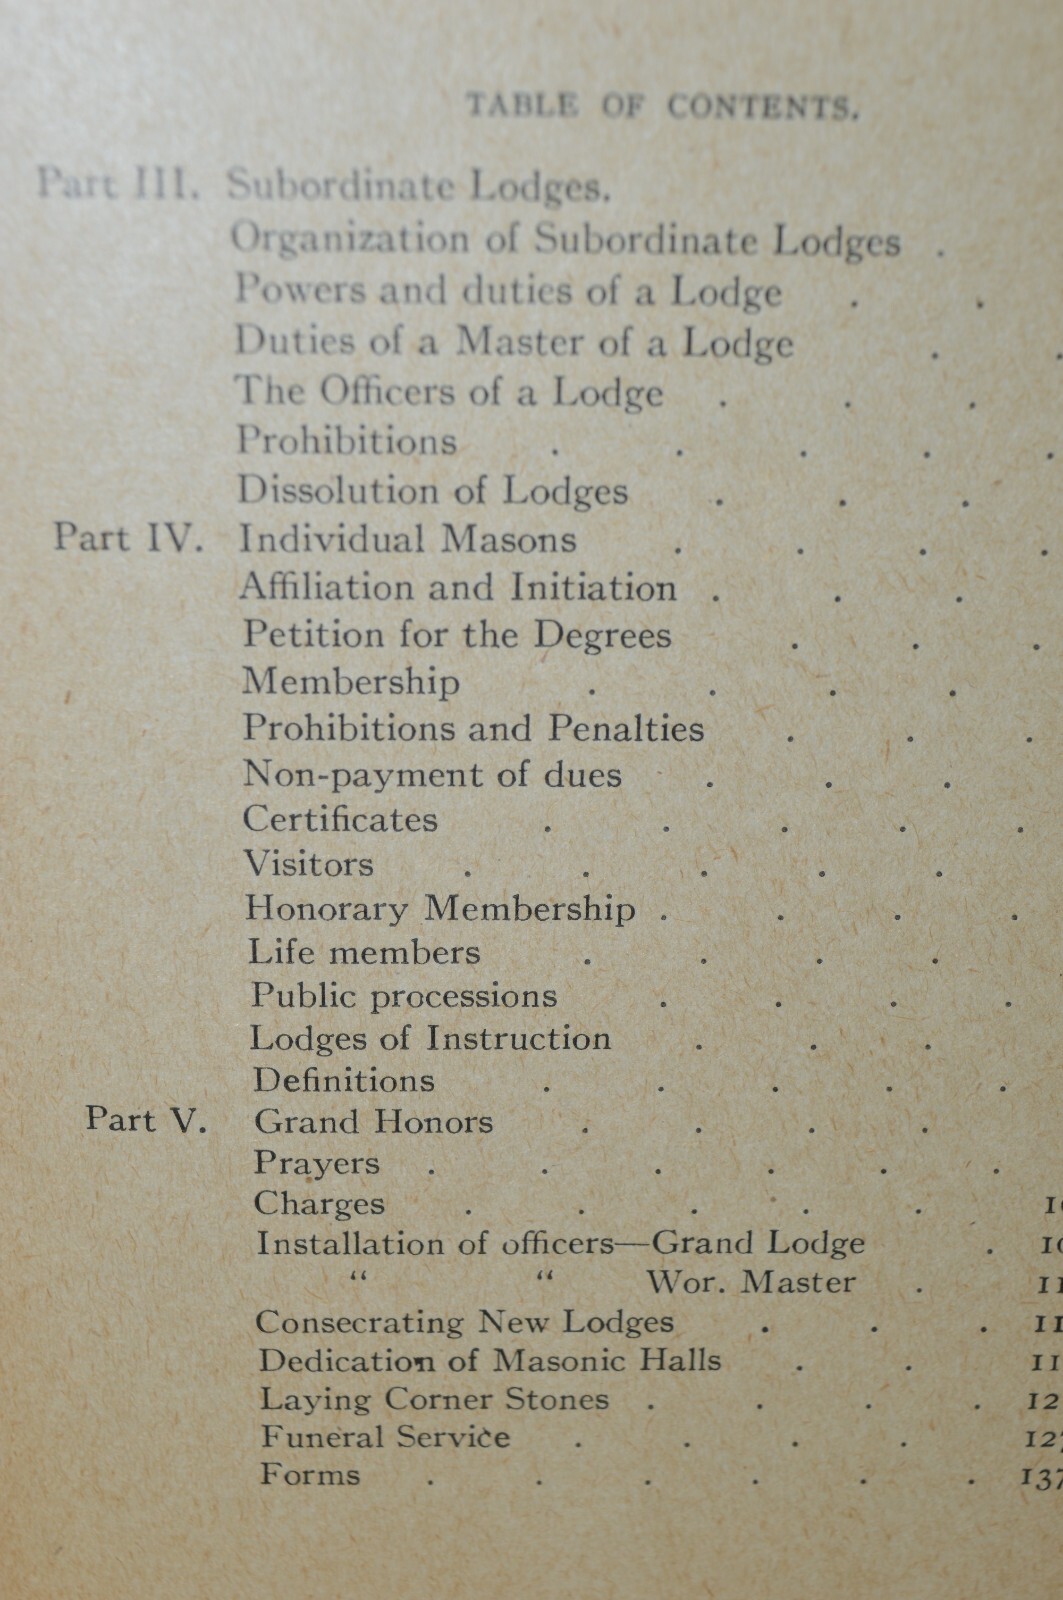 TABLE OF CONTENTS.
Part III. Subordinate Lodges.
Organization of Subordinate Lodges .
Powers and duties of a Lodge . .
Duties of a Master of a Lodge . .
The Officers of a Lodge . . .
Prohibitions . . . . .
Dissolution of Lodges . . .
Part IV. Individual Masons . . . .
Affiliation and Initiation . . .
Petition for the Degrees . . .
Membership . . . .
Prohibitions and Penalties . . .
Non-payment of dues . . .
Certificates . . . . .
Visitors . . . . .
Honorary Membership . . . .
Life members . . . .
Public processions . . . .
Lodges of Instruction . . .
Definitions . . . . .
Part V. Grand Honors . . . .
Prayers . . . . . .
Charges . . . . .
Installation of officers—Grand Lodge .
“ “ Wor. Master .
Consecrating New Lodges . . .
Dedication of Masonic Halls . .
Laying Corner Stones . . . .
Funeral Service . . . .
Forms . . . . . . 137